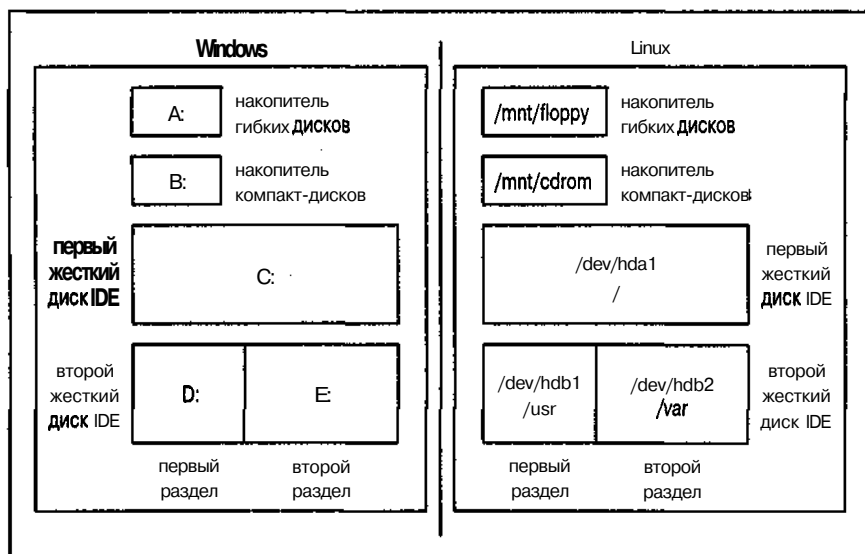 Windows
A:
накопитель
гибких дисков
B:
накопитель
компакт-дисков
первый
жесткий
диск IDE
C:
второй
жесткий
диск IDE
D:
E:
первый
раздел
второй
раздел
Linux
/mnt/floppy
накопитель
гибких дисков
/mnt/cdrom
накопитель
компакт-дисков
/dev/hda1
/
первый
жесткий
диск IDE
/dev/hdb1
/usr
/dev/hdb2
/var
второй
жесткий
диск IDE
первый
раздел
второй
раздел